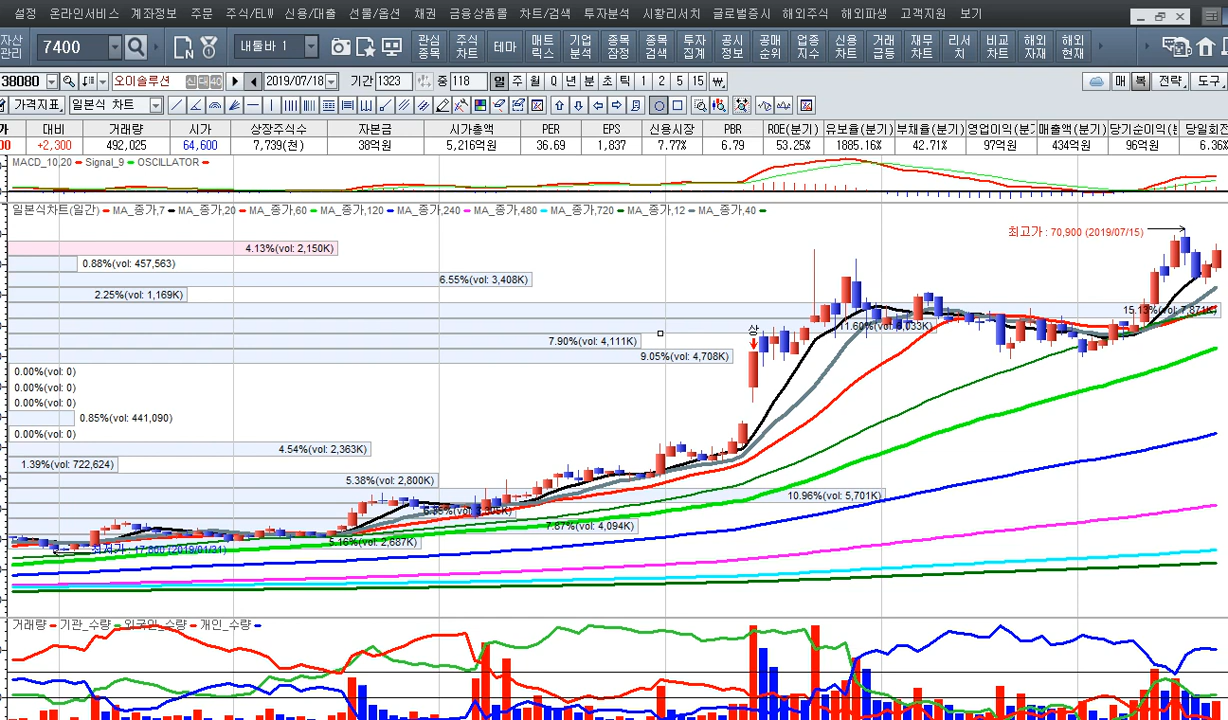 설정 온라인서비스 계좌정보 주문 주식/ELW 신용/대출 선물/옵션 채권 금융상품몰 차트/검색 투자분석 시황리서치 글로벌증시 해외주식 해외파생 고객지원 보기
자산 관리 7400 내툴바 1 관심 종목 주식 차트 테마 매트 릭스 기업 분석 종목 잠정 종목 검색 투자 집계 공시 정보 공매 순위 업종 지수 신용 차트 거래 급등 재무 차트 리서 치 비교 차트 해외 자재 해외 현재
38080 오이솔루션 신대40 2019/07/18 기간 1323 중 118 일 주 월 Q 년 분 초 틱 1 2 5 15 매 복 전략 도구
가격지표 일본식 차트
가 대비 거래량 시가 상장주식수 자본금 시가총액 PER EPS 신용시장 PBR ROE(분기) 유보율(분기) 부채율(분기) 영업이익(분기 매출액(분기) 당기순이익(분 당일회전
00 +2,300 492,025 64,600 7,739(천) 38억원 5,216억원 36.69 1,837 7.77% 6.79 53.25% 1885.16% 42.71% 97억원 434억원 96억원 6.36%
MACD_10,20 Signal_9 OSCILLATOR
일본식차트(일간) MA_종가,7 MA_종가,20 MA_종가,60 MA_종가,120 MA_종가,240 MA_종가,480 MA_종가,720 MA_종가,12 MA_종가,40
최고가 : 70,900 (2019/07/15)
4.13%(vol: 2,150K)
0.88%(vol: 457,563)
6.55%(vol: 3,408K)
2.25%(vol: 1,169K)
15.13%(vol: 7,871K)
11.60%(vol: 6,033K)
상
7.90%(vol: 4,111K)
9.05%(vol: 4,708K)
0.00%(vol: 0)
0.00%(vol: 0)
0.00%(vol: 0)
0.85%(vol: 441,090)
0.00%(vol: 0)
4.54%(vol: 2,363K)
1.39%(vol: 722,624)
5.38%(vol: 2,800K)
10.96%(vol: 5,701K)
7.87%(vol: 4,094K)
5.16%(vol: 2,687K)
최저가 : 17,800 (2019/01/31)
거래량 기관_수량 외국인_수량 개인_수량